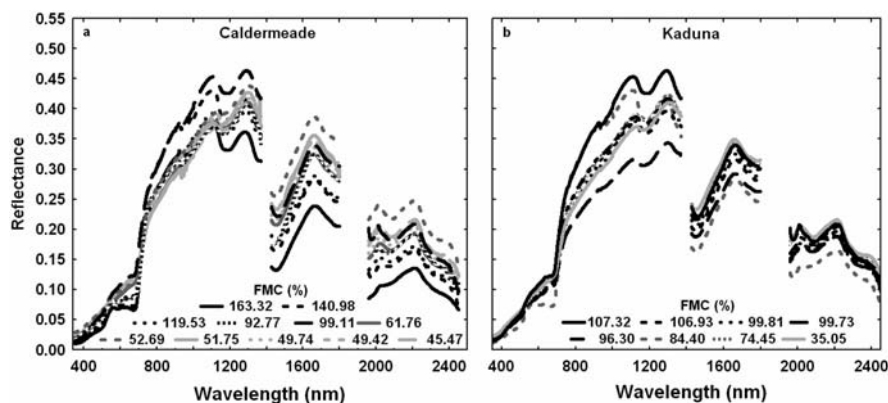 a
Caldermeade
0.55
0.50
0.45
0.40
0.35
0.30
0.25
0.20
0.15
0.10
0.05
0.00
Reflectance
FMC (%)
163.32 140.98
119.53 92.77 99.11 61.76
52.69 51.75 49.74 49.42 45.47
400 800 1200 1600 2000 2400
Wavelength (nm)
b
Kaduna
FMC (%)
107.32 106.93 99.81 99.73
96.30 84.40 74.45 35.05
400 800 1200 1600 2000 2400
Wavelength (nm)